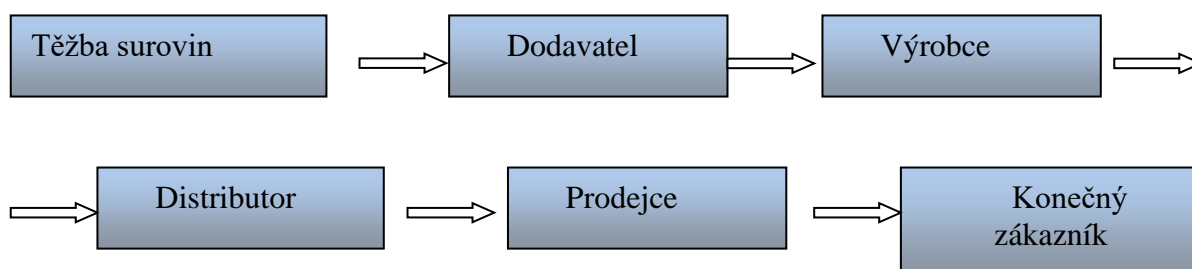 Těžba surovin
Dodavatel
Výrobce
Distributor
Prodejce
Konečný
zákazník